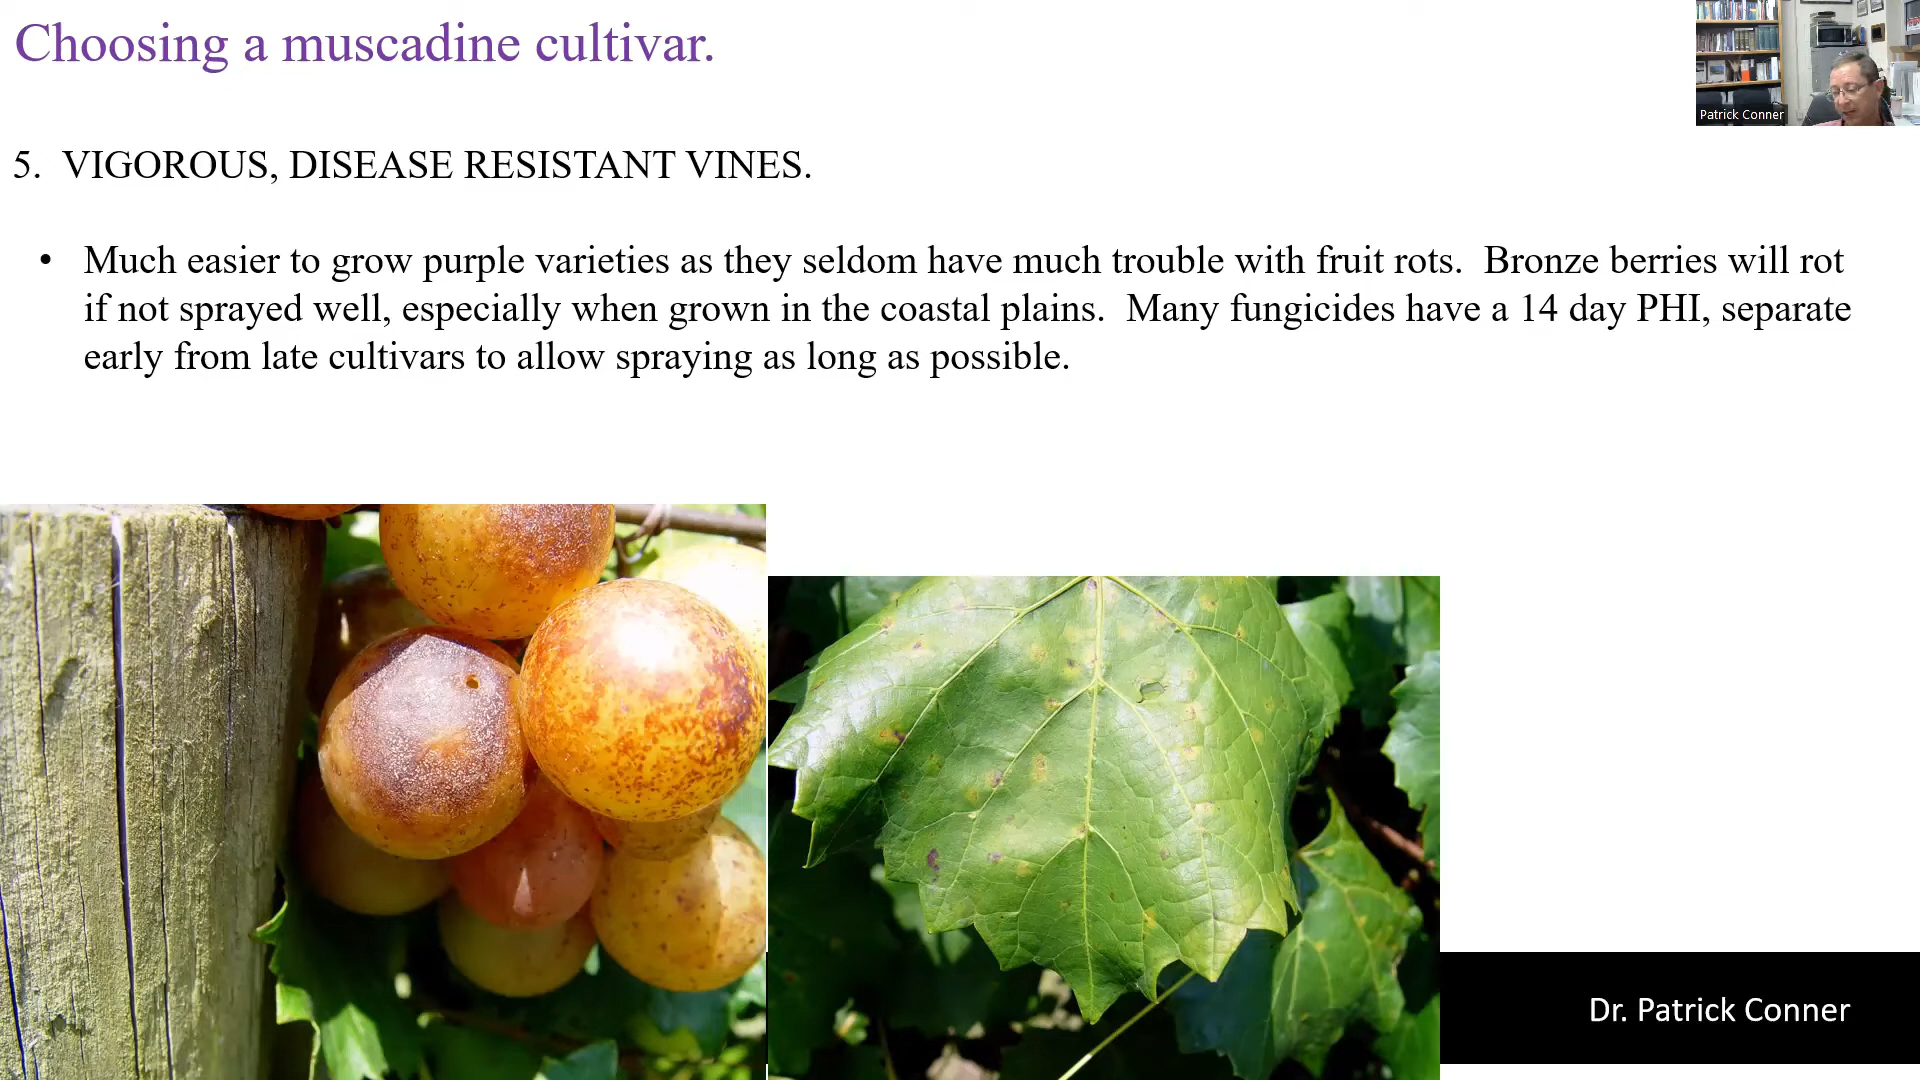 Choosing a muscadine cultivar.
Patrick Conner
5. VIGOROUS, DISEASE RESISTANT VINES.
• Much easier to grow purple varieties as they seldom have much trouble with fruit rots. Bronze berries will rot
if not sprayed well, especially when grown in the coastal plains. Many fungicides have a 14 day PHI, separate
early from late cultivars to allow spraying as long as possible.
Dr. Patrick Conner